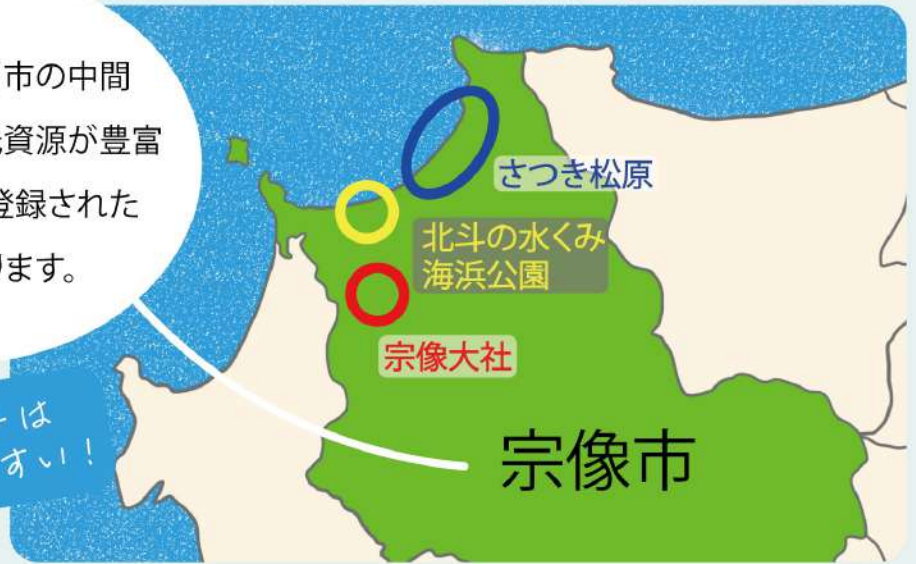 市の中間
資源が豊富
登録された
ます。
さつき松原
北斗の水くみ
海浜公園
宗像大社
宗像市
は
すい！